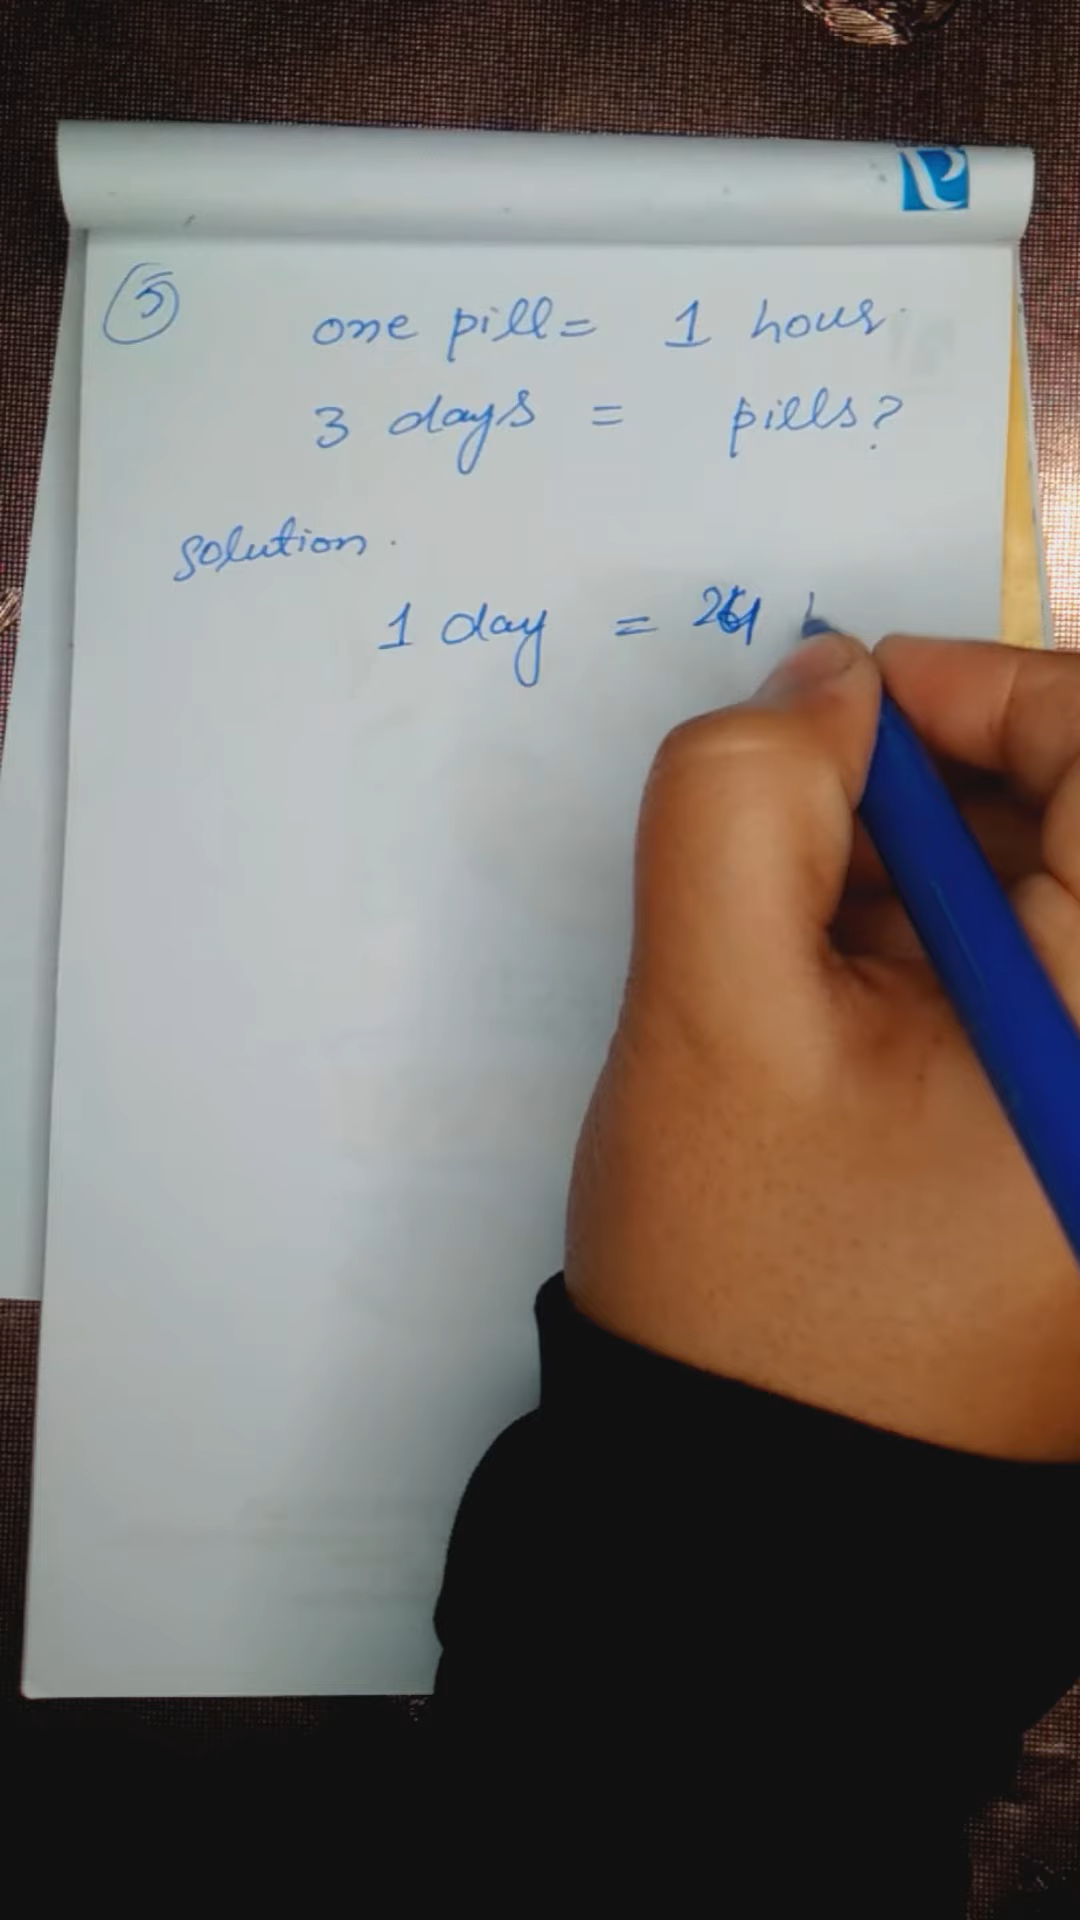 5
one pill = 1 hour
3 days = pills?
solution.
1 day = 24